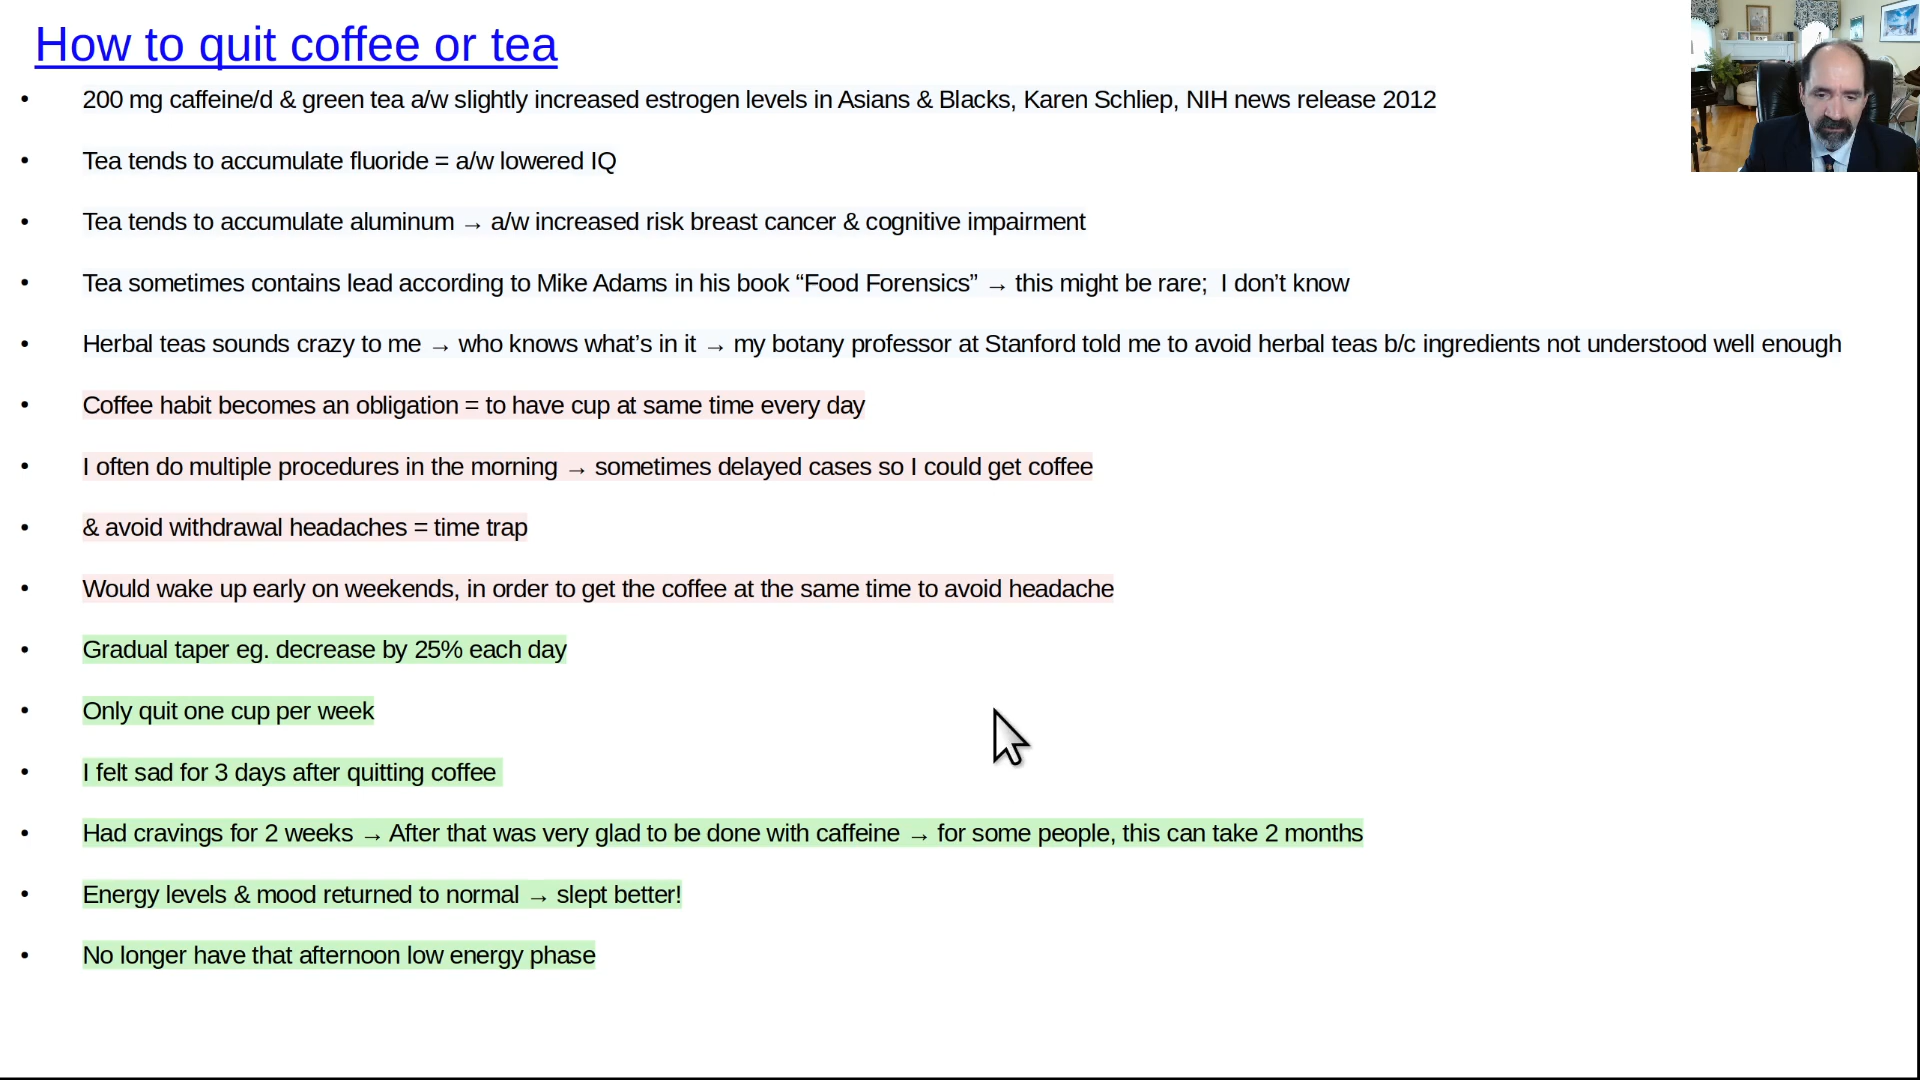 How to quit coffee or tea
• 200 mg caffeine/d & green tea a/w slightly increased estrogen levels in Asians & Blacks, Karen Schliep, NIH news release 2012
• Tea tends to accumulate fluoride = a/w lowered IQ
• Tea tends to accumulate aluminum → a/w increased risk breast cancer & cognitive impairment
• Tea sometimes contains lead according to Mike Adams in his book “Food Forensics” → this might be rare;  I don’t know
• Herbal teas sounds crazy to me → who knows what’s in it → my botany professor at Stanford told me to avoid herbal teas b/c ingredients not understood well enough
• Coffee habit becomes an obligation = to have cup at same time every day
• I often do multiple procedures in the morning → sometimes delayed cases so I could get coffee
• & avoid withdrawal headaches = time trap
• Would wake up early on weekends, in order to get the coffee at the same time to avoid headache
• Gradual taper eg. decrease by 25% each day
• Only quit one cup per week
• I felt sad for 3 days after quitting coffee
• Had cravings for 2 weeks → After that was very glad to be done with caffeine → for some people, this can take 2 months
• Energy levels & mood returned to normal → slept better!
• No longer have that afternoon low energy phase